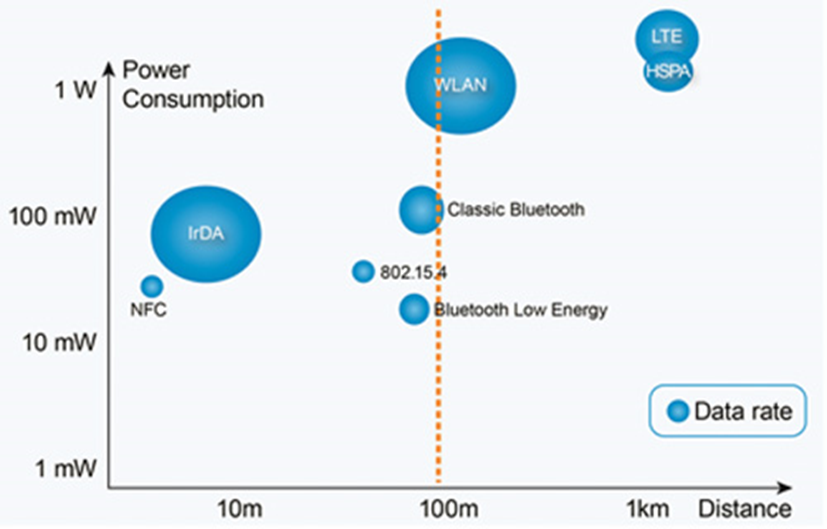 LTE
HSPA
Power
Consumption
1 W
WLAN
100 mW
Classic Bluetooth
IrDA
802.15.4
NFC
Bluetooth Low Energy
10 mW
Data rate
1 mW
10m
100m
1km
Distance